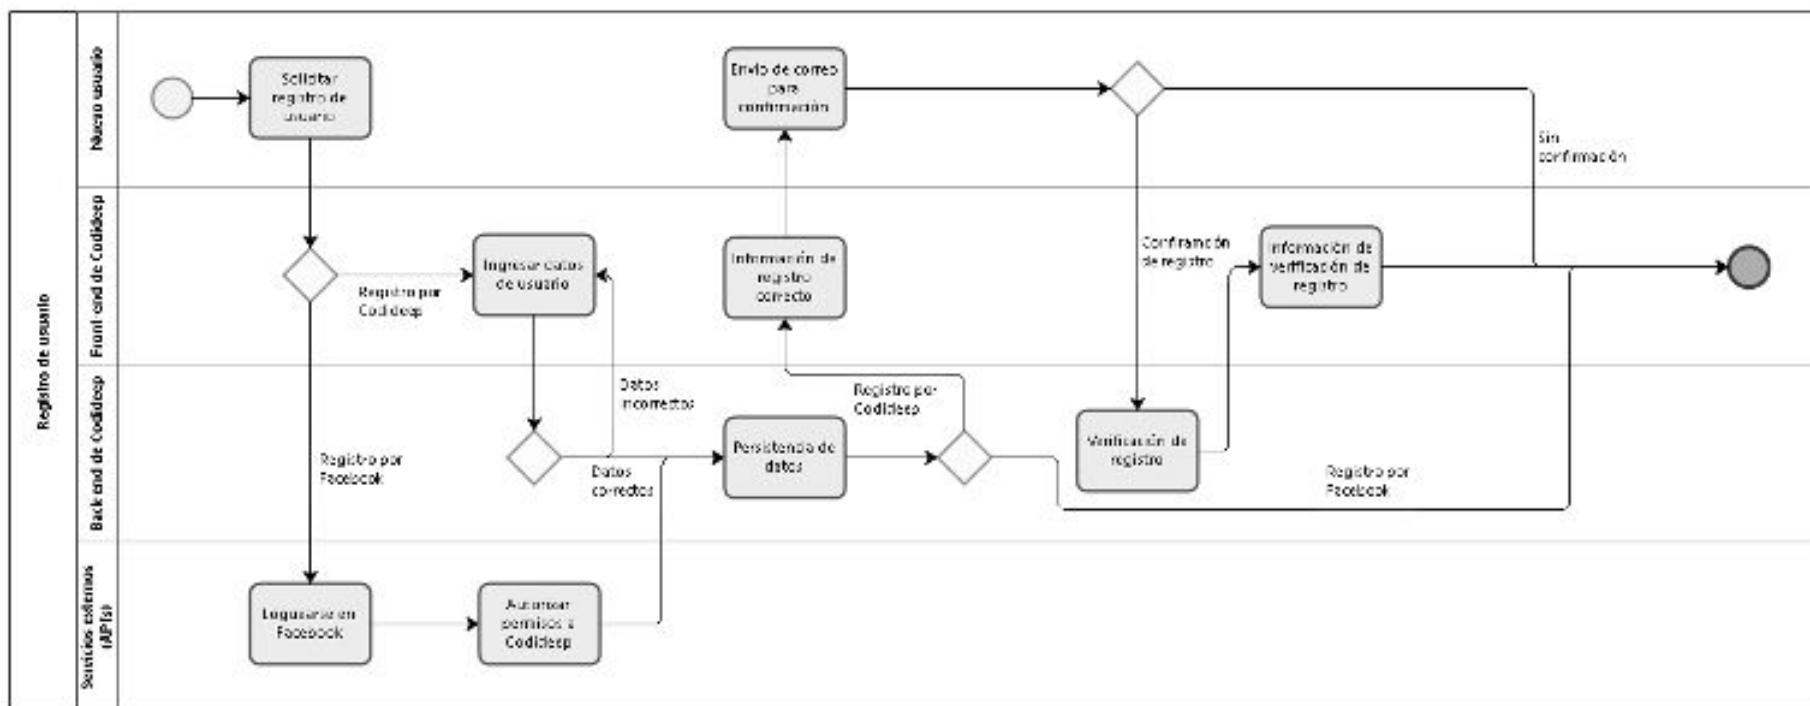 Registro de usuario
Nuevo usuario
Solicitar
registro de
usuario
Envio de correo
para
confirmación
Sin
confirmación
Front end de Codideep
Registro por
Codideep
Ingresar datos
de usuario
Información de
registro
correcto
Confiramción
de registro
Información de
verificación de
registro
Back end de Codideep
Registro por
Facebook
Datos
incorrectos
Datos
correctos
Persistencia de
datos
Registro por
Codideep
Verificación de
registro
Registro por
Facebook
Servicios externos
(APIs)
Loguearse en
Facebook
Autorizar
permisos a
Codideep